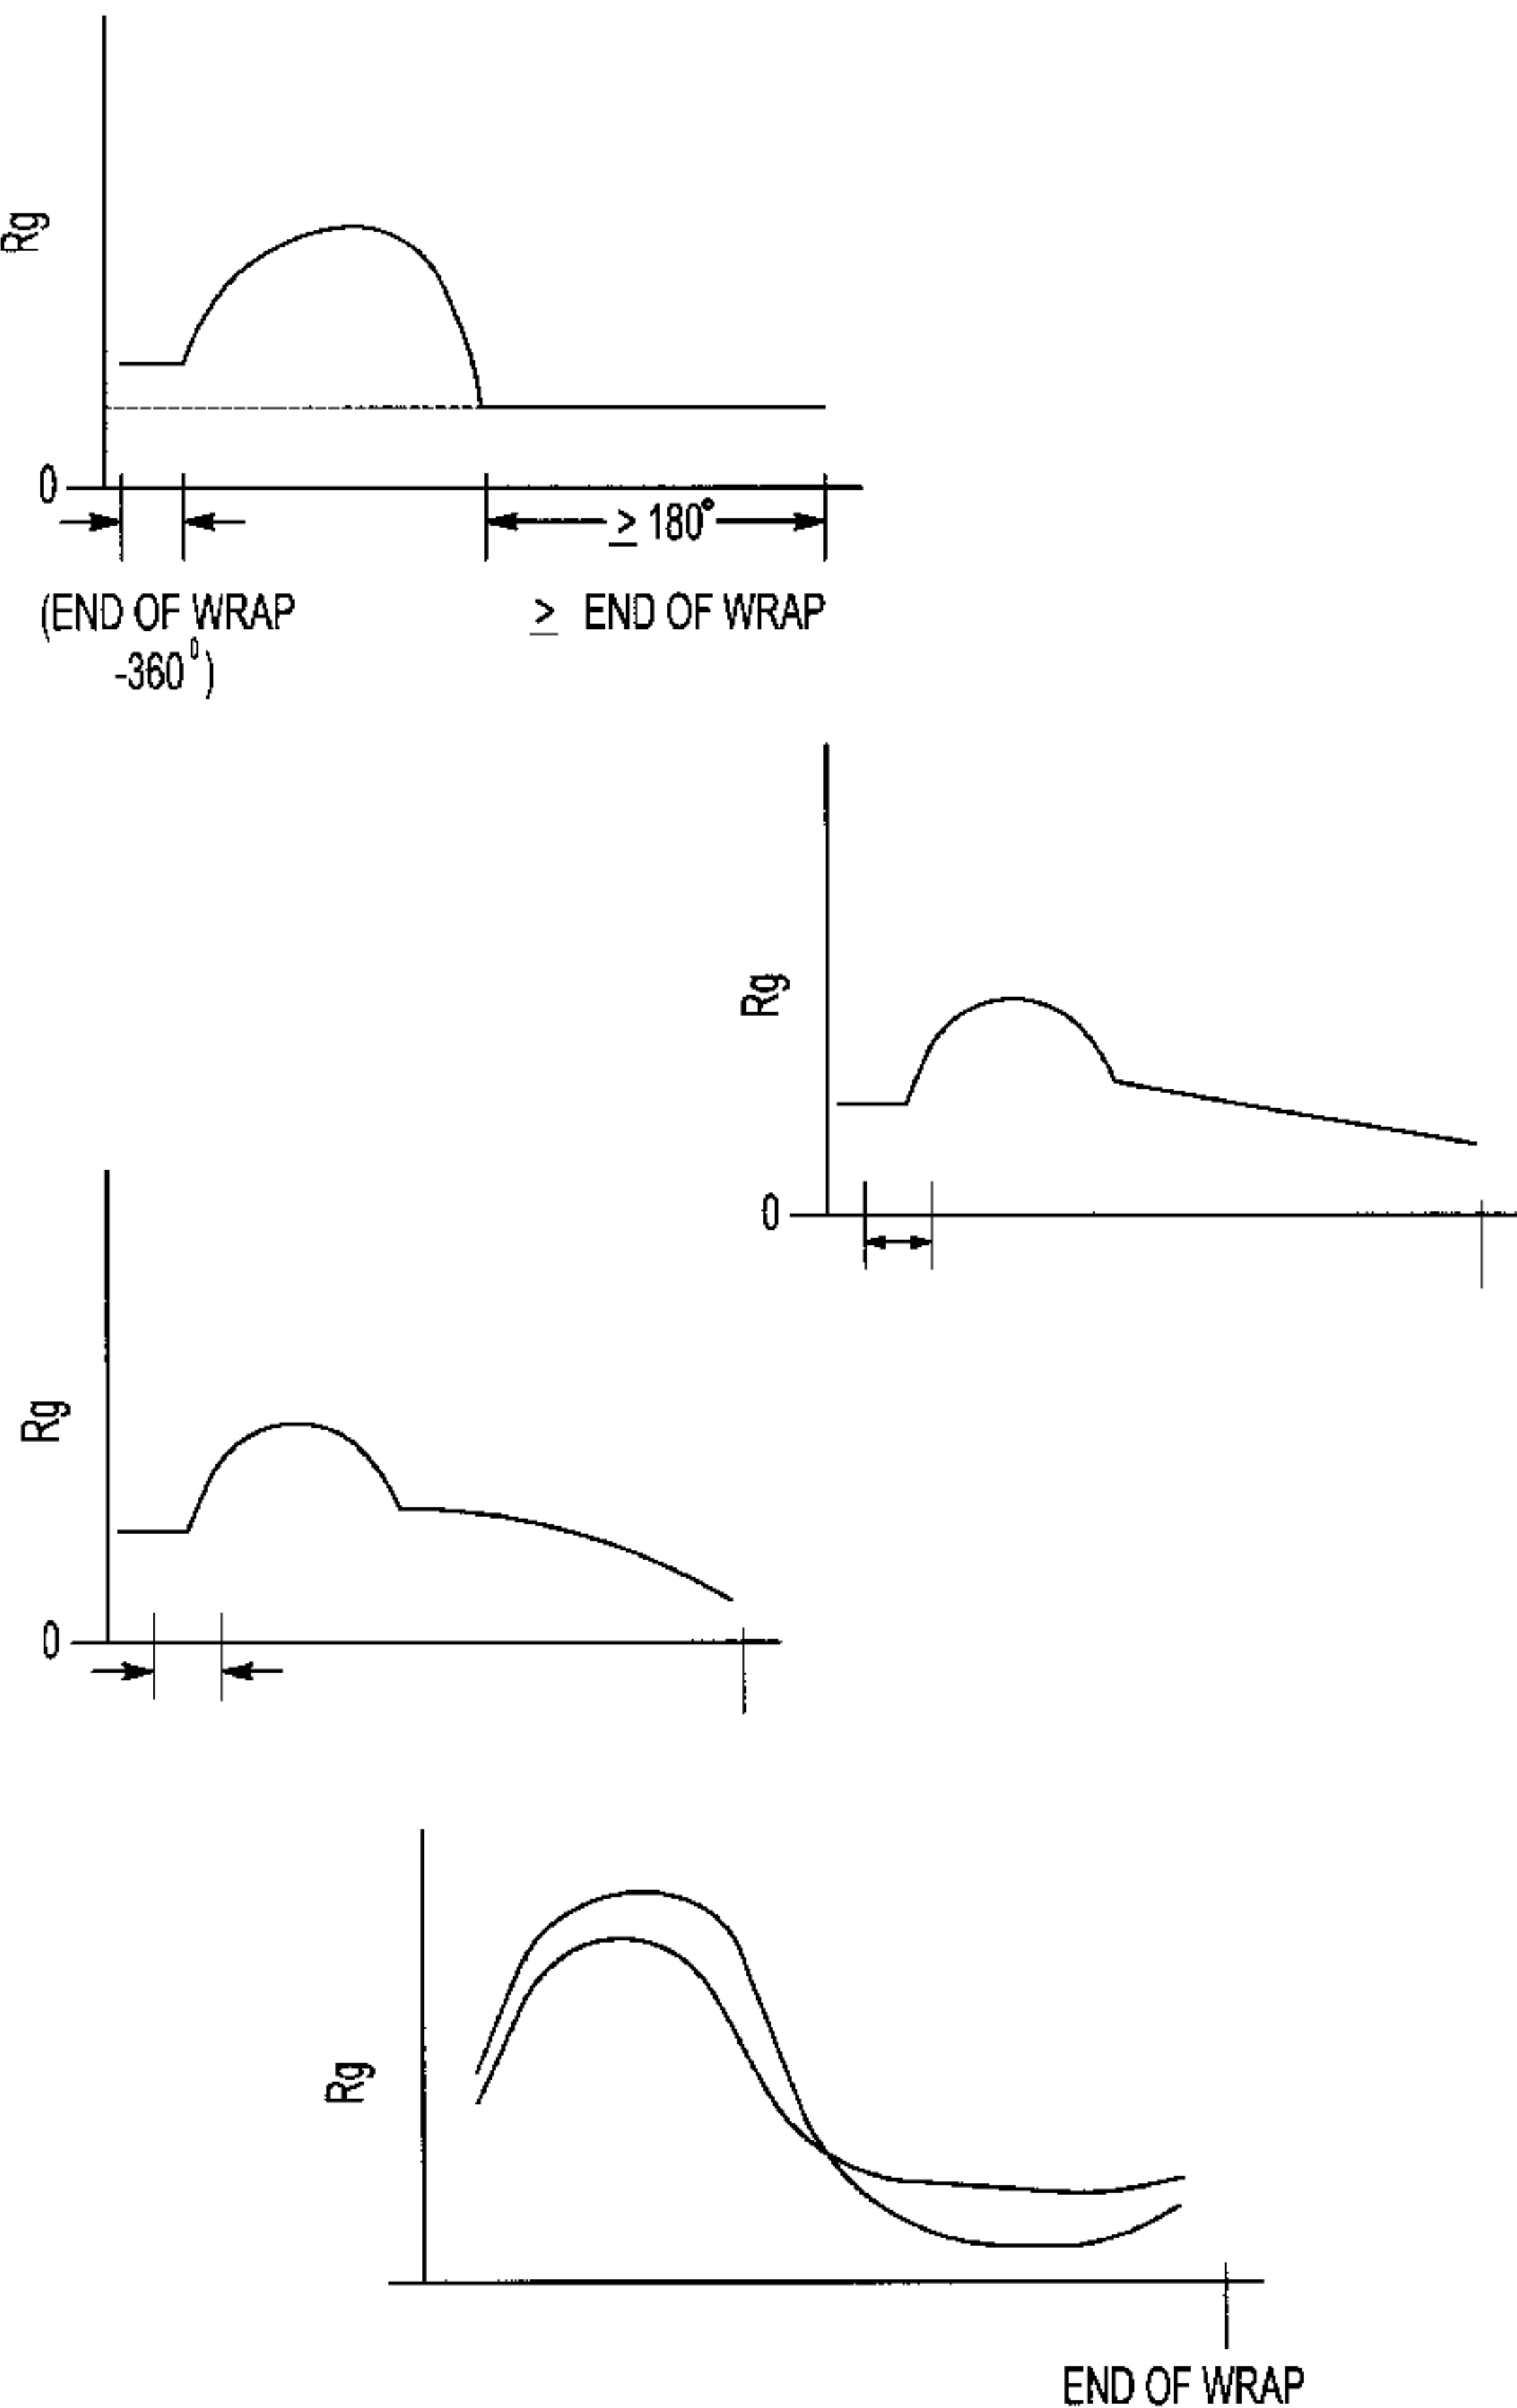 Rg
0
≥ 180°
(END OF WRAP
-360°)
≥ END OF WRAP
Rg
0
Rg
0
Rg
END OF WRAP